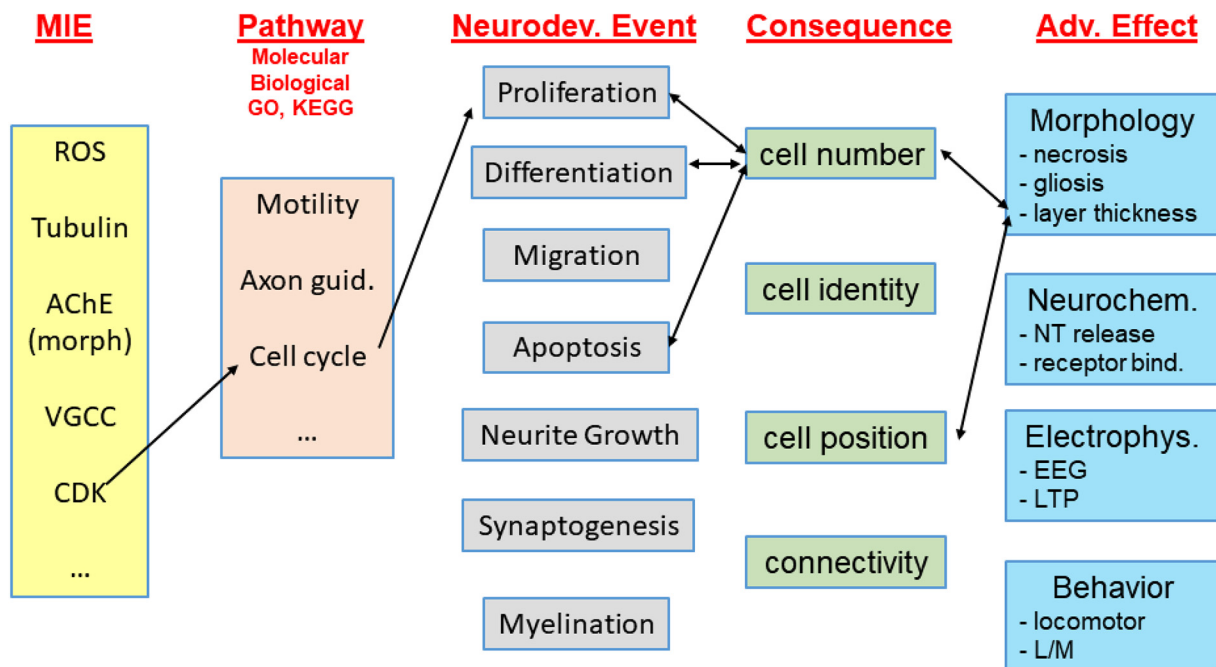 MIE
ROS
Tubulin
AChE
(morph)
VGCC
CDK
...
Pathway
Molecular
Biological
GO, KEGG
Motility
Axon guid.
Cell cycle
...
Neurodev. Event
Proliferation
Differentiation
Migration
Apoptosis
Neurite Growth
Synaptogenesis
Myelination
Consequence
cell number
cell identity
cell position
connectivity
Adv. Effect
Morphology
- necrosis
- gliosis
- layer thickness
Neurochem.
- NT release
- receptor bind.
Electrophys.
- EEG
- LTP
Behavior
- locomotor
- L/M